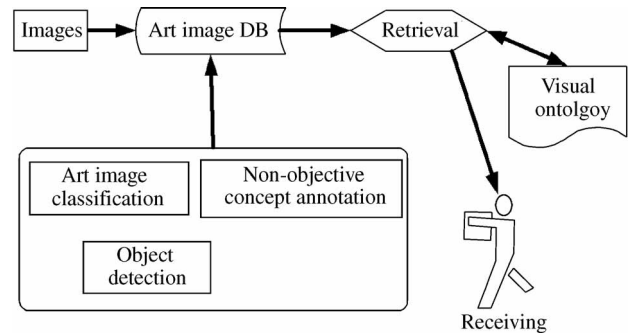 Images
Art image DB
Retrieval
Visual
ontolgoy
Art image
classification
Non-objective
concept annotation
Object
detection
Receiving